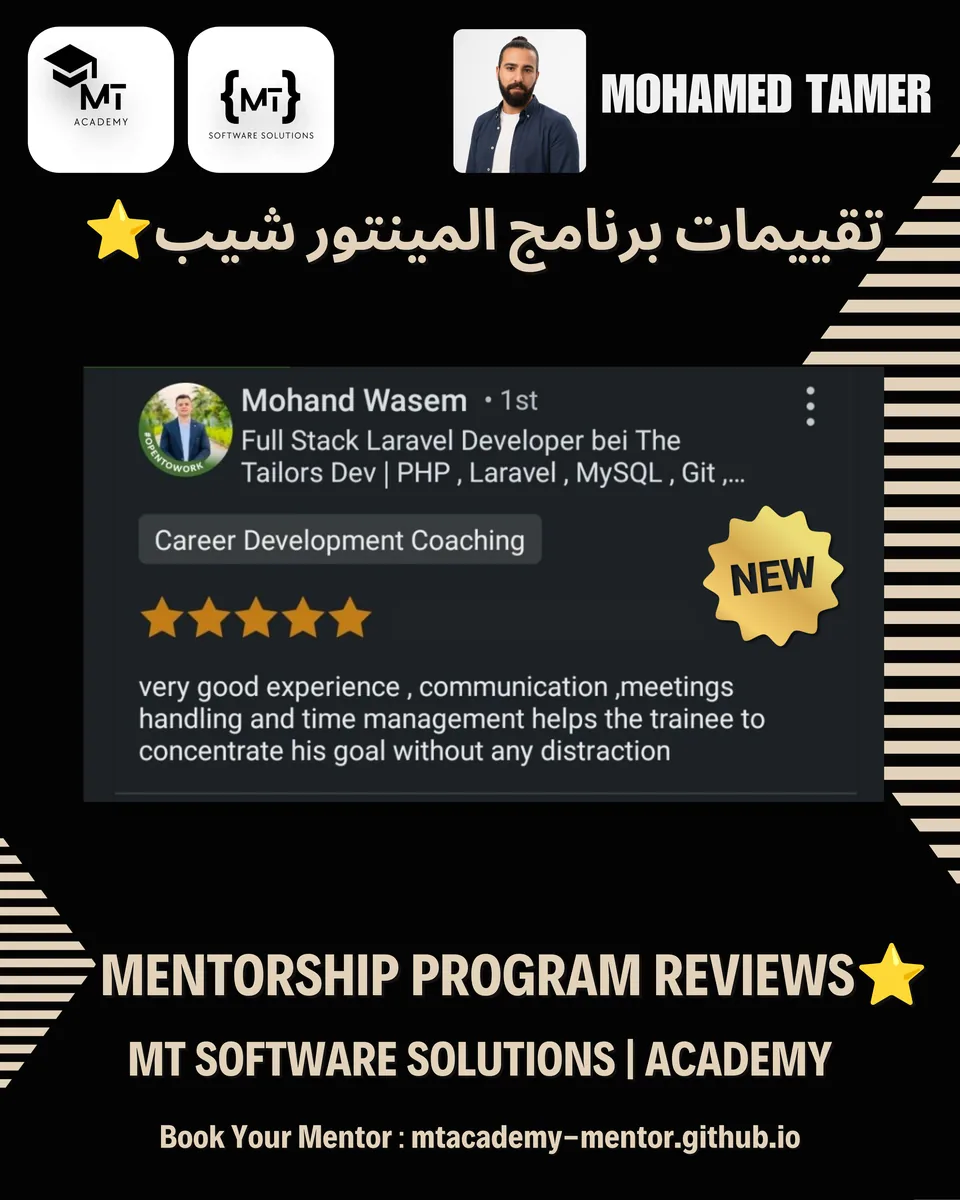 MT
ACADEMY
{MT}
SOFTWARE SOLUTIONS
MOHAMED TAMER
تقييمات برنامج المينتور شيب⭐
Mohand Wasem • 1st
Full Stack Laravel Developer bei The
Tailors Dev | PHP , Laravel , MySQL , Git ,...
#OPENTOWORK
Career Development Coaching
NEW
very good experience , communication ,meetings
handling and time management helps the trainee to
concentrate his goal without any distraction
MENTORSHIP PROGRAM REVIEWS⭐
MT SOFTWARE SOLUTIONS | ACADEMY
Book Your Mentor : mtacademy-mentor.github.io